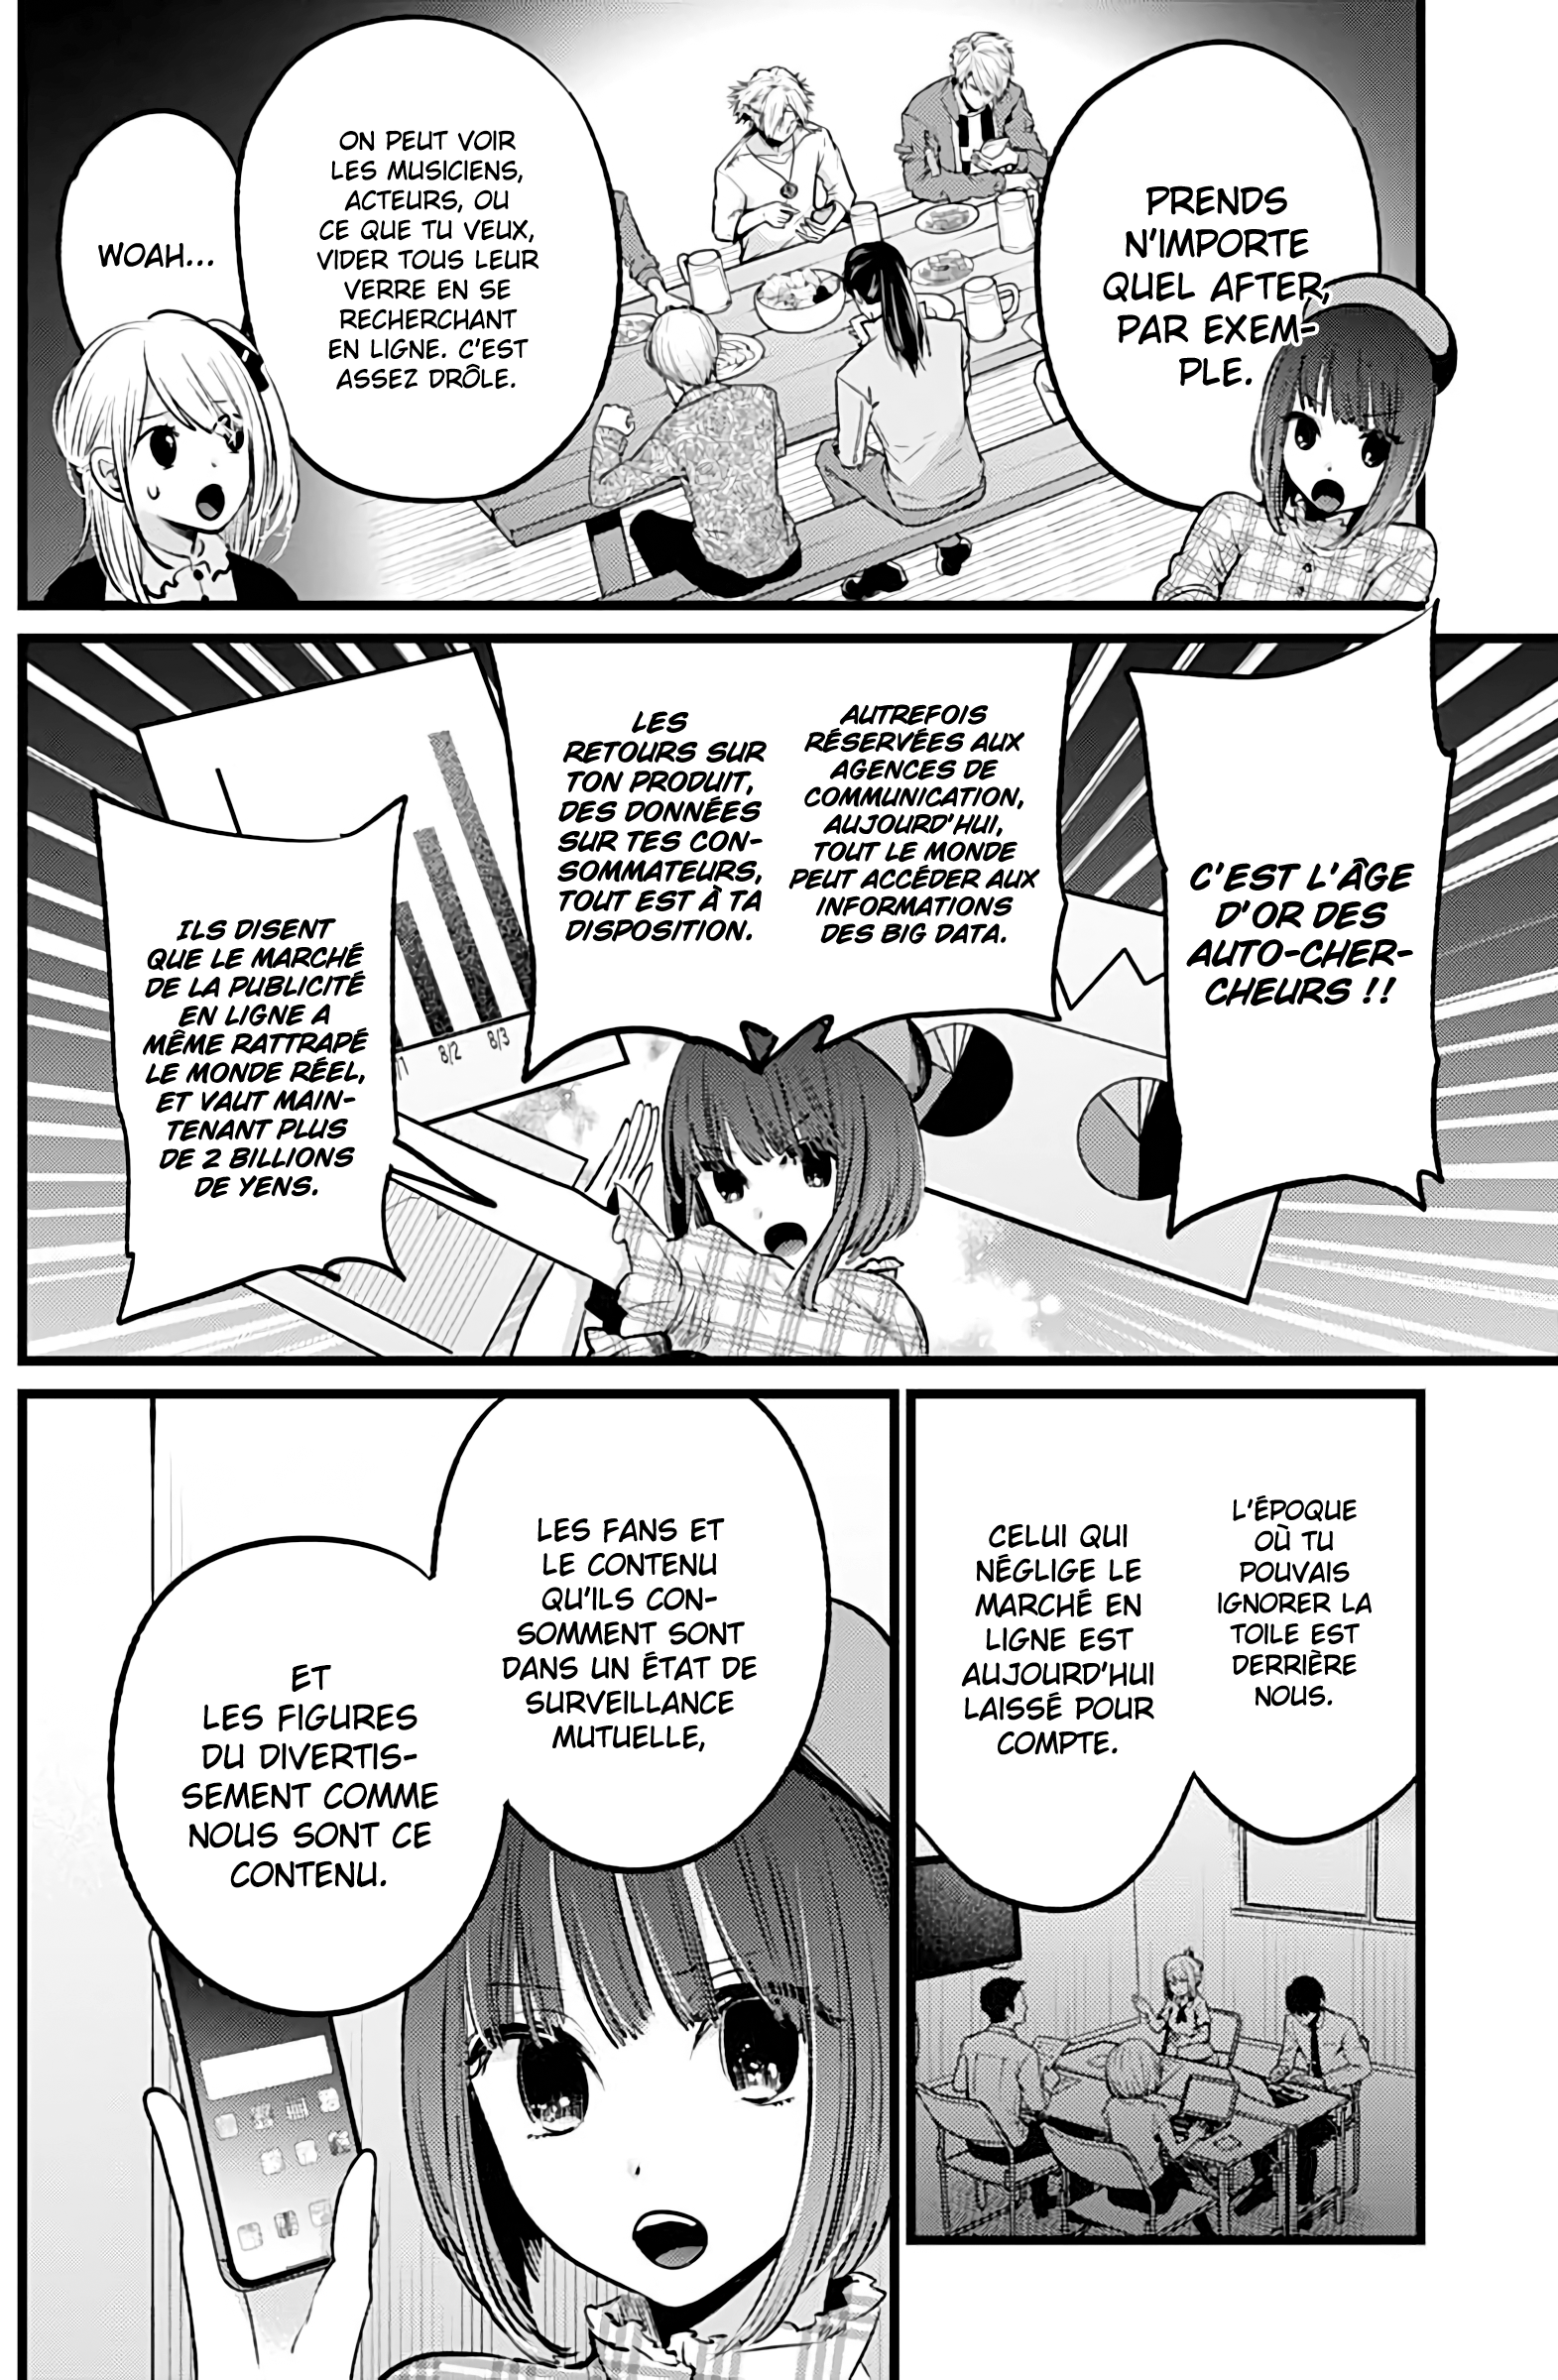 PRENDS
N'IMPORTE
QUEL AFTER,
PAR EXEM-
PLE.
ON PEUT VOIR
LES MUSICIENS,
ACTEURS, OU
CE QUE TU VEUX,
VIDER TOUS LEUR
VERRE EN SE
RECHERCHANT
EN LIGNE. C'EST
ASSEZ DRÔLE.
WOAH...
C'EST L'ÂGE
D'OR DES
AUTO-CHER-
CHEURS !!
AUTREFOIS
RÉSERVÉES AUX
AGENCES DE
COMMUNICATION,
AUJOURD'HUI,
TOUT LE MONDE
PEUT ACCÉDER AUX
INFORMATIONS
DES BIG DATA.
LES
RETOURS SUR
TON PRODUIT,
DES DONNÉES
SUR TES CON-
SOMMATEURS,
TOUT EST À TA
DISPOSITION.
ILS DISENT
QUE LE MARCHÉ
DE LA PUBLICITÉ
EN LIGNE A
MÊME RATTRAPÉ
LE MONDE RÉEL,
ET VAUT MAIN-
TENANT PLUS
DE 2 BILLIONS
DE YENS.
/1 8/2 8/3
L'ÉPOQUE
OÙ TU
POUVAIS
IGNORER LA
TOILE EST
DERRIÈRE
NOUS.
CELUI QUI
NÉGLIGE LE
MARCHÉ EN
LIGNE EST
AUJOURD'HUI
LAISSÉ POUR
COMPTE.
LES FANS ET
LE CONTENU
QU'ILS CON-
SOMMENT SONT
DANS UN ÉTAT DE
SURVEILLANCE
MUTUELLE,
ET
LES FIGURES
DU DIVERTIS-
SEMENT COMME
NOUS SONT CE
CONTENU.